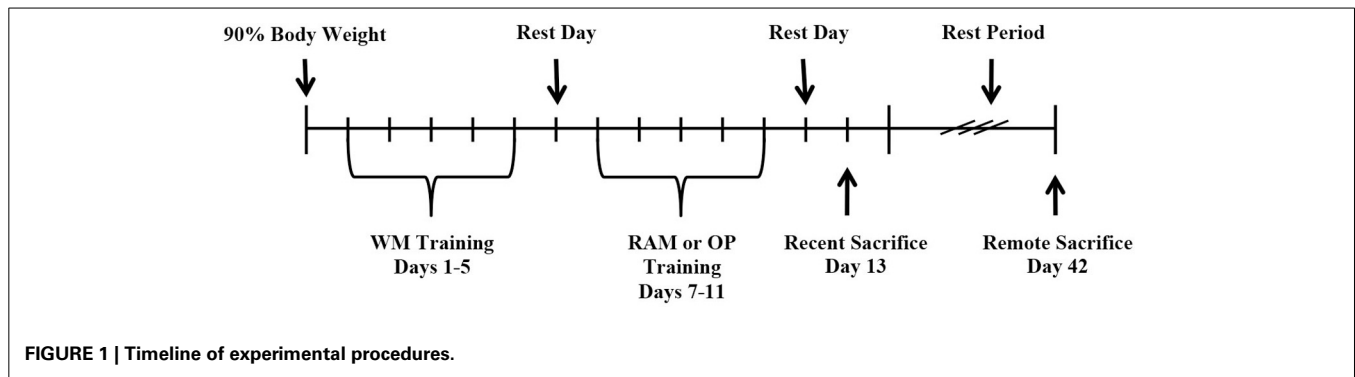 90% Body Weight
Rest Day
Rest Day
Rest Period
WM Training
Days 1-5
RAM or OP
Training
Days 7-11
Recent Sacrifice
Day 13
Remote Sacrifice
Day 42
FIGURE 1 | Timeline of experimental procedures.